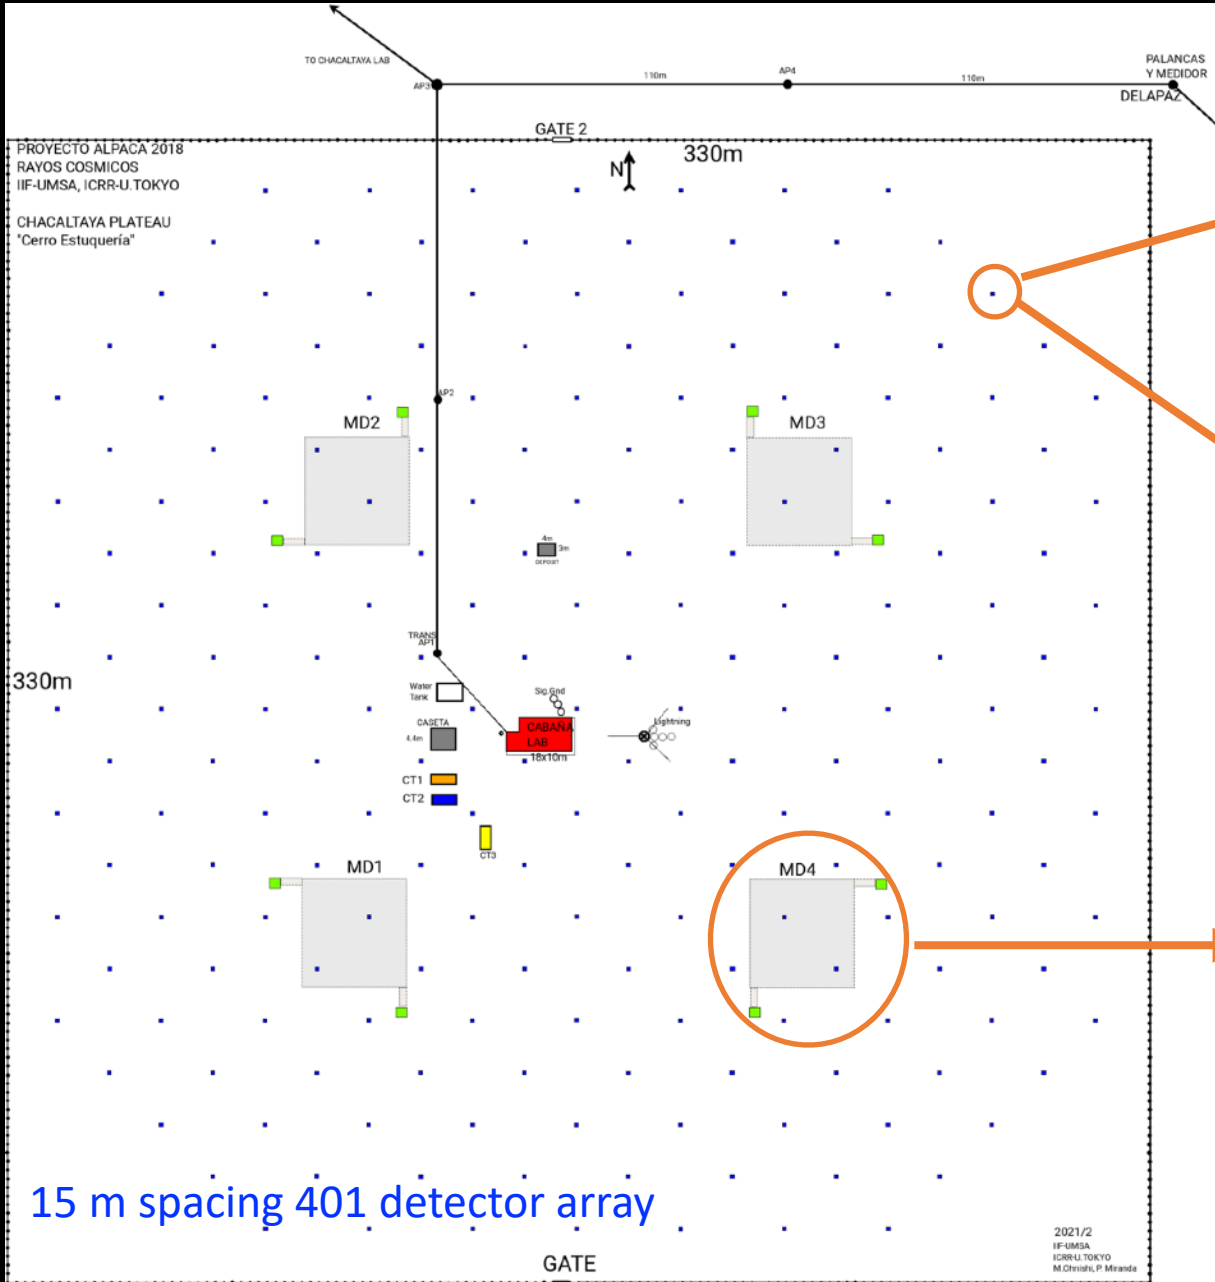 TO CHACALTAYA LAB
AP3
110m
AP4
110m
PALANCAS
Y MEDIDOR
DELAPAZ
GATE 2
PROYECTO ALPACA 2018
RAYOS COSMICOS
IIF-UMSA, ICRR-U.TOKYO
330m
N
CHACALTAYA PLATEAU
"Cerro Estuquería"
AP2
MD2
MD3
4m
3m
DEPOSIT
TRANS
AP1
330m
Water
Tank
Sig.Gnd
CASETA
4.4m
CABAÑA
LAB
18x10m
Lightning
CT1
CT2
CT3
MD1
MD4
15 m spacing 401 detector array
GATE
2021/2
IIF-UMSA
ICRR-U.TOKYO
M.Ohnishi, P. Miranda